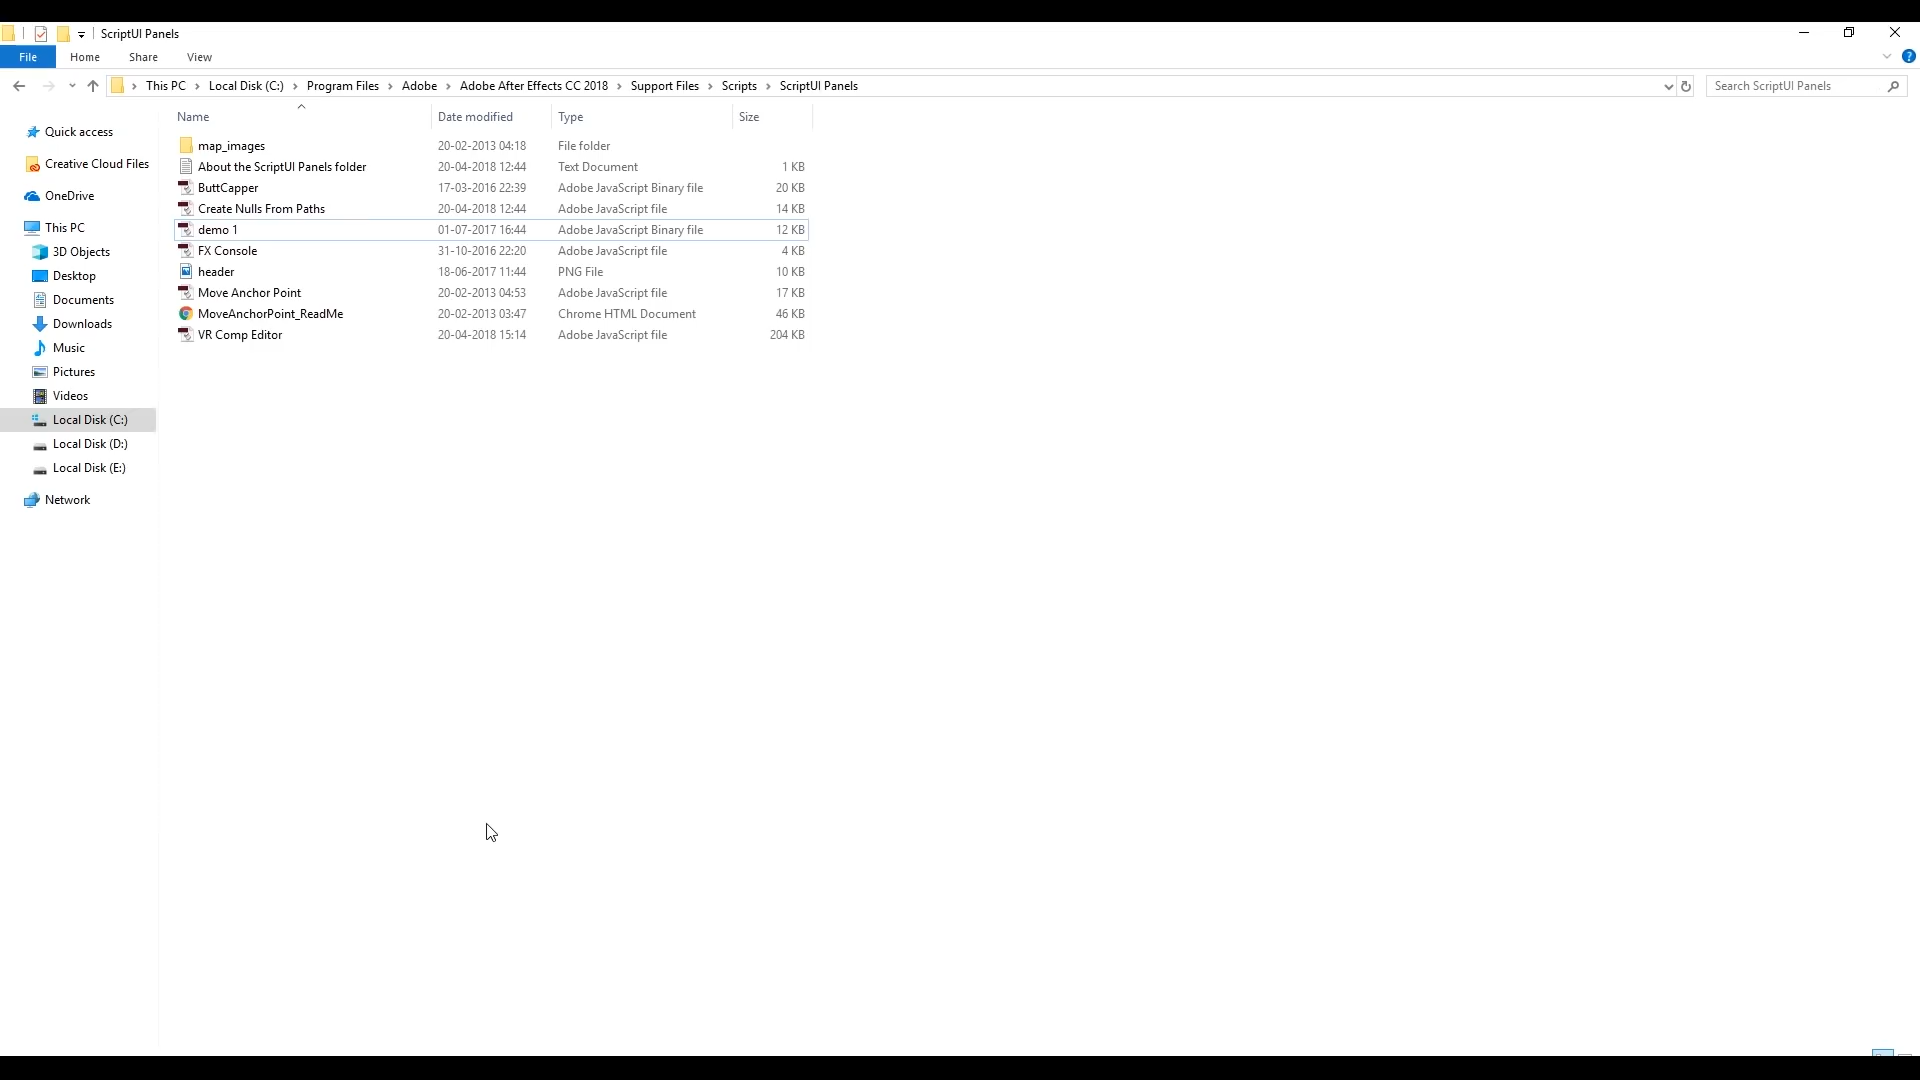 ScriptUI Panels
File Home Share View
This PC Local Disk (C:) Program Files Adobe Adobe After Effects CC 2018 Support Files Scripts ScriptUI Panels Search ScriptUI Panels
Name Date modified Type Size
map_images 20-02-2013 04:18 File folder
About the ScriptUI Panels folder 20-04-2018 12:44 Text Document 1 KB
ButtCapper 17-03-2016 22:39 Adobe JavaScript Binary file 20 KB
Create Nulls From Paths 20-04-2018 12:44 Adobe JavaScript file 14 KB
demo 1 01-07-2017 16:44 Adobe JavaScript Binary file 12 KB
FX Console 31-10-2016 22:20 Adobe JavaScript file 4 KB
header 18-06-2017 11:44 PNG File 10 KB
Move Anchor Point 20-02-2013 04:53 Adobe JavaScript file 17 KB
MoveAnchorPoint_ReadMe 20-02-2013 03:47 Chrome HTML Document 46 KB
VR Comp Editor 20-04-2018 15:14 Adobe JavaScript file 204 KB
Quick access
Creative Cloud Files
OneDrive
This PC
3D Objects
Desktop
Documents
Downloads
Music
Pictures
Videos
Local Disk (C:)
Local Disk (D:)
Local Disk (E:)
Network